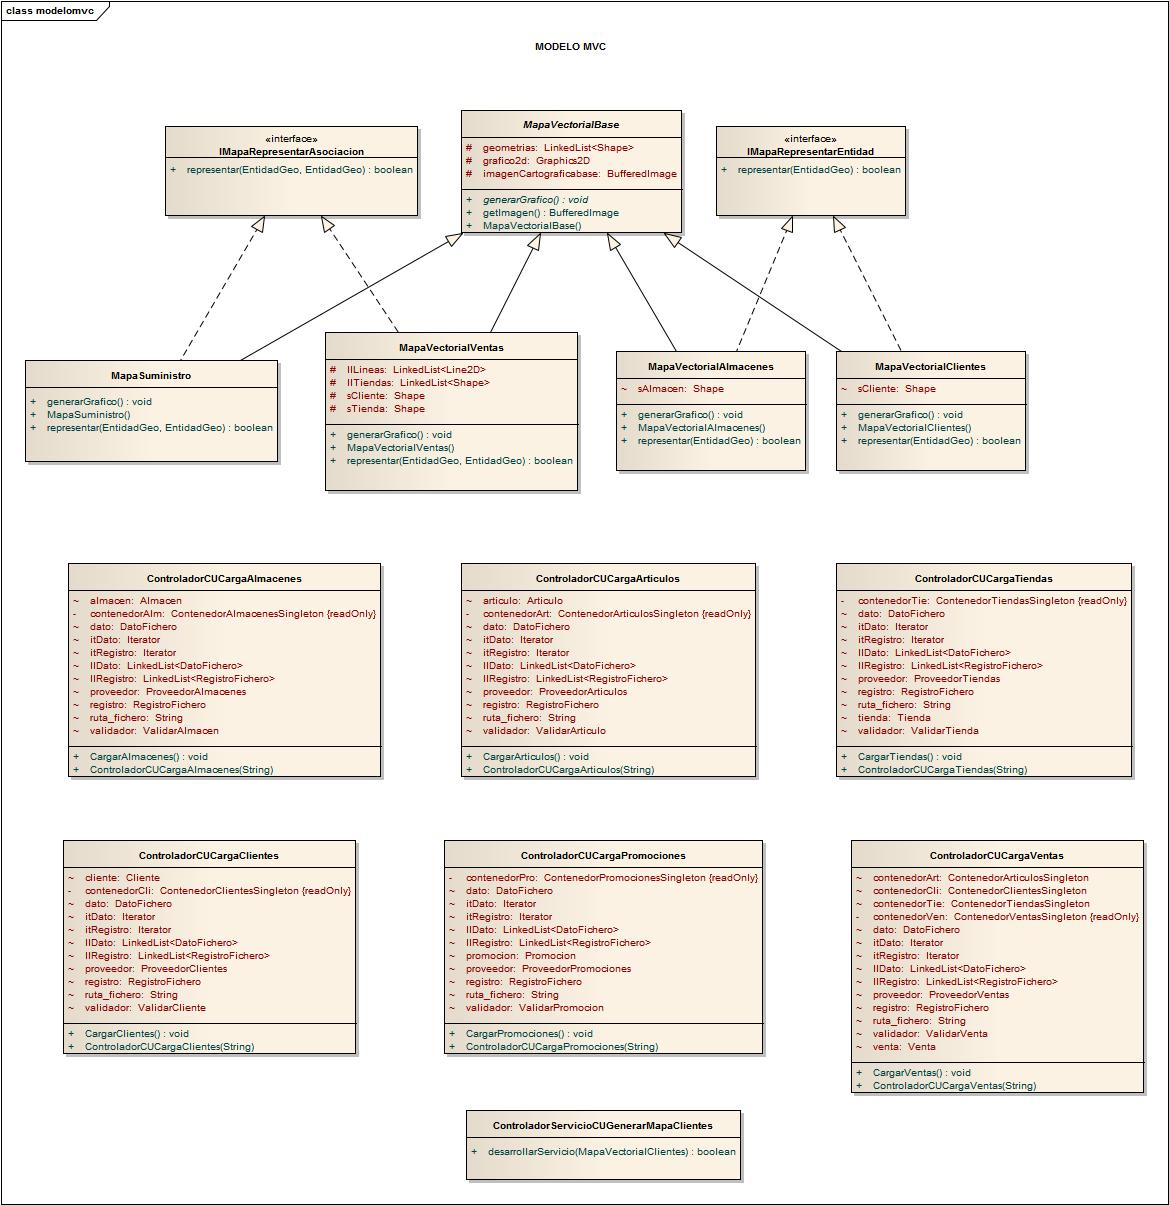 class modelomvc
MODELO MVC
«interface»
IMapaRepresentarAsociacion
+ representar(EntidadGeo, EntidadGeo) : boolean
MapaVectorialBase
# geometrias: LinkedList<Shape>
# grafico2d: Graphics2D
# imagenCartograficabase: BufferedImage
+ generarGrafico() : void
+ getImagen() : BufferedImage
+ MapaVectorialBase()
«interface»
IMapaRepresentarEntidad
+ representar(EntidadGeo) : boolean
MapaSuministro
+ generarGrafico() : void
+ MapaSuministro()
+ representar(EntidadGeo, EntidadGeo) : boolean
MapaVectorialVentas
# llLineas: LinkedList<Line2D>
# llTiendas: LinkedList<Shape>
# sCliente: Shape
# sTienda: Shape
+ generarGrafico() : void
+ MapaVectorialVentas()
+ representar(EntidadGeo, EntidadGeo) : boolean
MapaVectorialAlmacenes
~ sAlmacen: Shape
+ generarGrafico() : void
+ MapaVectorialAlmacenes()
+ representar(EntidadGeo) : boolean
MapaVectorialClientes
~ sCliente: Shape
+ generarGrafico() : void
+ MapaVectorialClientes()
+ representar(EntidadGeo) : boolean
ControladorCUCargaAlmacenes
~ almacen: Almacen
- contenedorAlm: ContenedorAlmacenesSingleton {readOnly}
~ dato: DatoFichero
~ itDato: Iterator
~ itRegistro: Iterator
~ llDato: LinkedList<DatoFichero>
~ llRegistro: LinkedList<RegistroFichero>
~ proveedor: ProveedorAlmacenes
~ registro: RegistroFichero
~ ruta_fichero: String
~ validador: ValidarAlmacen
+ CargarAlmacenes() : void
+ ControladorCUCargaAlmacenes(String)
ControladorCUCargaArticulos
~ articulo: Articulo
- contenedorArt: ContenedorArticulosSingleton {readOnly}
~ dato: DatoFichero
~ itDato: Iterator
~ itRegistro: Iterator
~ llDato: LinkedList<DatoFichero>
~ llRegistro: LinkedList<RegistroFichero>
~ proveedor: ProveedorArticulos
~ registro: RegistroFichero
~ ruta_fichero: String
~ validador: ValidarArticulo
+ CargarArticulos() : void
+ ControladorCUCargaArticulos(String)
ControladorCUCargaTiendas
- contenedorTie: ContenedorTiendasSingleton {readOnly}
~ dato: DatoFichero
~ itDato: Iterator
~ itRegistro: Iterator
~ llDato: LinkedList<DatoFichero>
~ llRegistro: LinkedList<RegistroFichero>
~ proveedor: ProveedorTiendas
~ registro: RegistroFichero
~ ruta_fichero: String
~ tienda: Tienda
~ validador: ValidarTienda
+ CargarTiendas() : void
+ ControladorCUCargaTiendas(String)
ControladorCUCargaClientes
~ cliente: Cliente
- contenedorCli: ContenedorClientesSingleton {readOnly}
~ dato: DatoFichero
~ itDato: Iterator
~ itRegistro: Iterator
~ llDato: LinkedList<DatoFichero>
~ llRegistro: LinkedList<RegistroFichero>
~ proveedor: ProveedorClientes
~ registro: RegistroFichero
~ ruta_fichero: String
~ validador: ValidarCliente
+ CargarClientes() : void
+ ControladorCUCargaClientes(String)
ControladorCUCargaPromociones
- contenedorPro: ContenedorPromocionesSingleton {readOnly}
~ dato: DatoFichero
~ itDato: Iterator
~ itRegistro: Iterator
~ llDato: LinkedList<DatoFichero>
~ llRegistro: LinkedList<RegistroFichero>
~ promocion: Promocion
~ proveedor: ProveedorPromociones
~ registro: RegistroFichero
~ ruta_fichero: String
~ validador: ValidarPromocion
+ CargarPromociones() : void
+ ControladorCUCargaPromociones(String)
ControladorCUCargaVentas
~ contenedorArt: ContenedorArticulosSingleton
~ contenedorCli: ContenedorClientesSingleton
~ contenedorTie: ContenedorTiendasSingleton
- contenedorVen: ContenedorVentasSingleton {readOnly}
~ dato: DatoFichero
~ itDato: Iterator
~ itRegistro: Iterator
~ llDato: LinkedList<DatoFichero>
~ llRegistro: LinkedList<RegistroFichero>
~ proveedor: ProveedorVentas
~ registro: RegistroFichero
~ ruta_fichero: String
~ validador: ValidarVenta
~ venta: Venta
+ CargarVentas() : void
+ ControladorCUCargaVentas(String)
ControladorServicioCUGenerarMapaClientes
+ desarrollarServicio(MapaVectorialClientes) : boolean